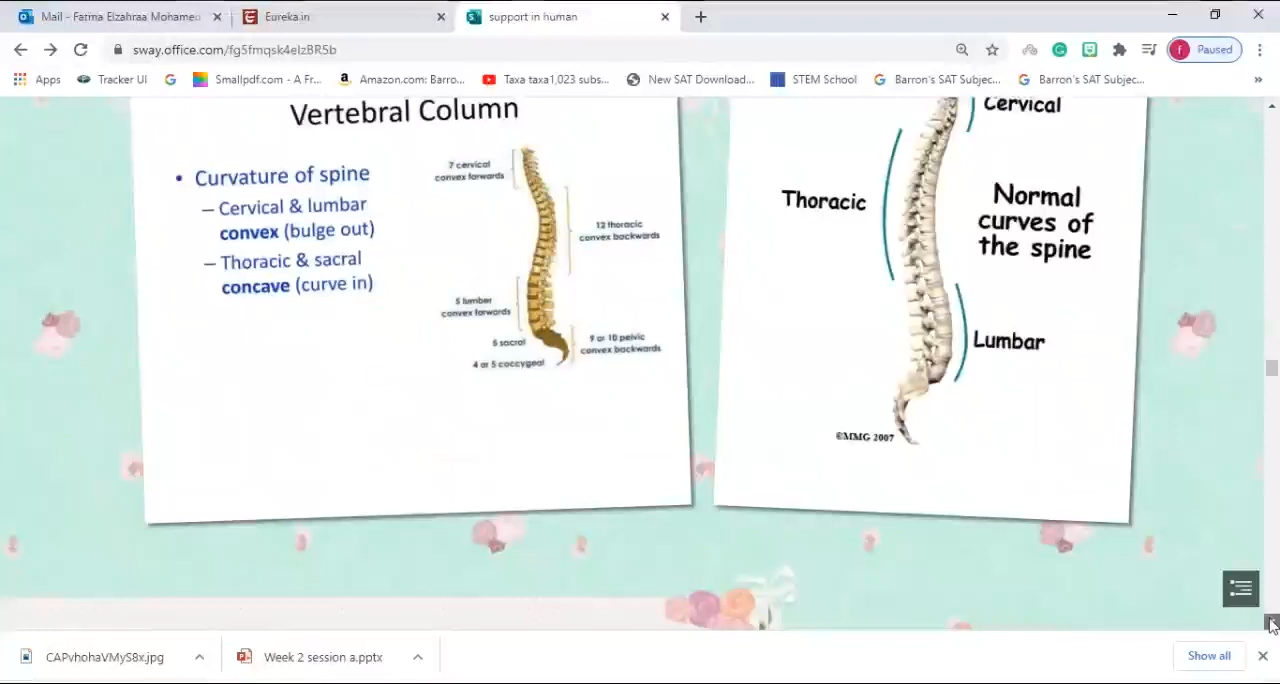 Mail - Fatma Elzahraa Mohamed
Eureka.in
support in human
sway.office.com/fg5fmqsk4elzBR5b
f
Paused
Apps
Tracker UI
Smallpdf.com - A Fr...
Amazon.com: Barro...
Taxa taxa1,023 subs...
New SAT Download...
STEM School
Barron's SAT Subjec...
Barron's SAT Subjec...
»
Vertebral Column
• Curvature of spine
– Cervical & lumbar
convex (bulge out)
– Thoracic & sacral
concave (curve in)
7 cervical
convex forwards
12 thoracic
convex backwards
5 lumber
convex forwards
5 sacral
9 or 10 pelvic
convex backwards
4 or 5 coccygeal
Cervical
Thoracic
Normal
curves of
the spine
Lumbar
©MMG 2007
CAPvhohaVMyS8x.jpg
Week 2 session a.pptx
Show all